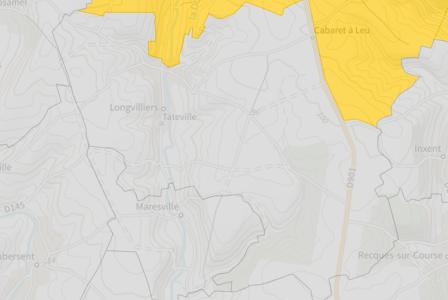 Cabaret à Leu
Longvilliers
Tateville
Inxent
D901
Maresville
D145
Recques-sur-Course